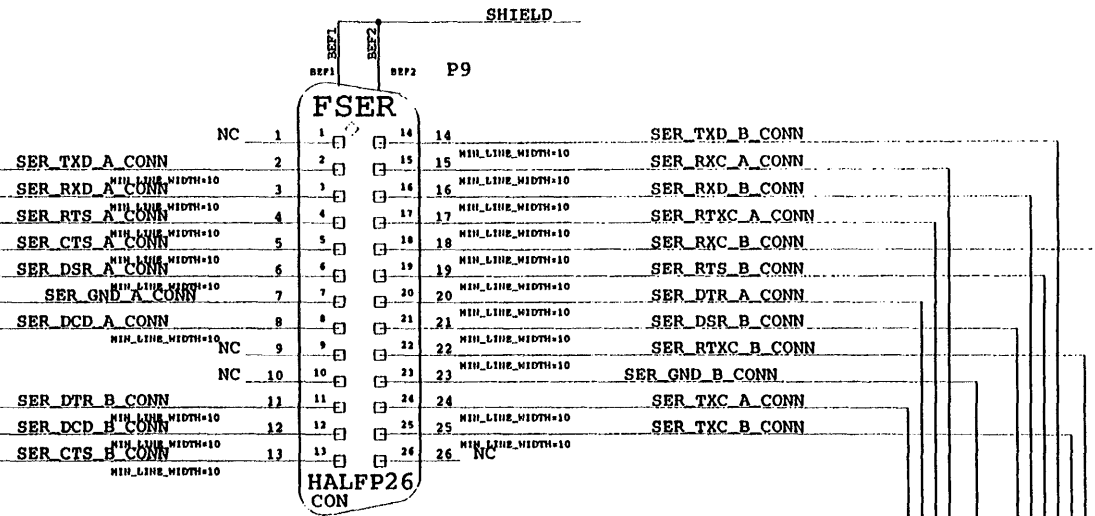 SHIELD
BEF1 BEF2
BEF1 BEF2 P9
FSER
NC 1 1 14 14 SER_TXD_B_CONN
SER_TXD_A_CONN 2 2 15 15 MIN_LINE_WIDTH=10 SER_RXC_A_CONN
MIN_LINE_WIDTH=10
SER_RXD_A_CONN 3 3 16 16 MIN_LINE_WIDTH=10 SER_RXD_B_CONN
MIN_LINE_WIDTH=10
SER_RTS_A_CONN 4 4 17 17 MIN_LINE_WIDTH=10 SER_RTXC_A_CONN
MIN_LINE_WIDTH=10
SER_CTS_A_CONN 5 5 18 18 MIN_LINE_WIDTH=10 SER_RXC_B_CONN
MIN_LINE_WIDTH=10
SER_DSR_A_CONN 6 6 19 19 MIN_LINE_WIDTH=10 SER_RTS_B_CONN
MIN_LINE_WIDTH=10
SER_GND_A_CONN 7 7 20 20 MIN_LINE_WIDTH=10 SER_DTR_A_CONN
SER_DCD_A_CONN 8 8 21 21 MIN_LINE_WIDTH=10 SER_DSR_B_CONN
MIN_LINE_WIDTH=10
NC 9 9 22 22 MIN_LINE_WIDTH=10 SER_RTXC_B_CONN
NC 10 10 23 23 MIN_LINE_WIDTH=10 SER_GND_B_CONN
SER_DTR_B_CONN 11 11 24 24 SER_TXC_A_CONN
MIN_LINE_WIDTH=10
SER_DCD_B_CONN 12 12 25 25 MIN_LINE_WIDTH=10 SER_TXC_B_CONN
MIN_LINE_WIDTH=10
SER_CTS_B_CONN 13 13 26 26 MIN_LINE_WIDTH=10 NC
MIN_LINE_WIDTH=10
HALFP26
CON